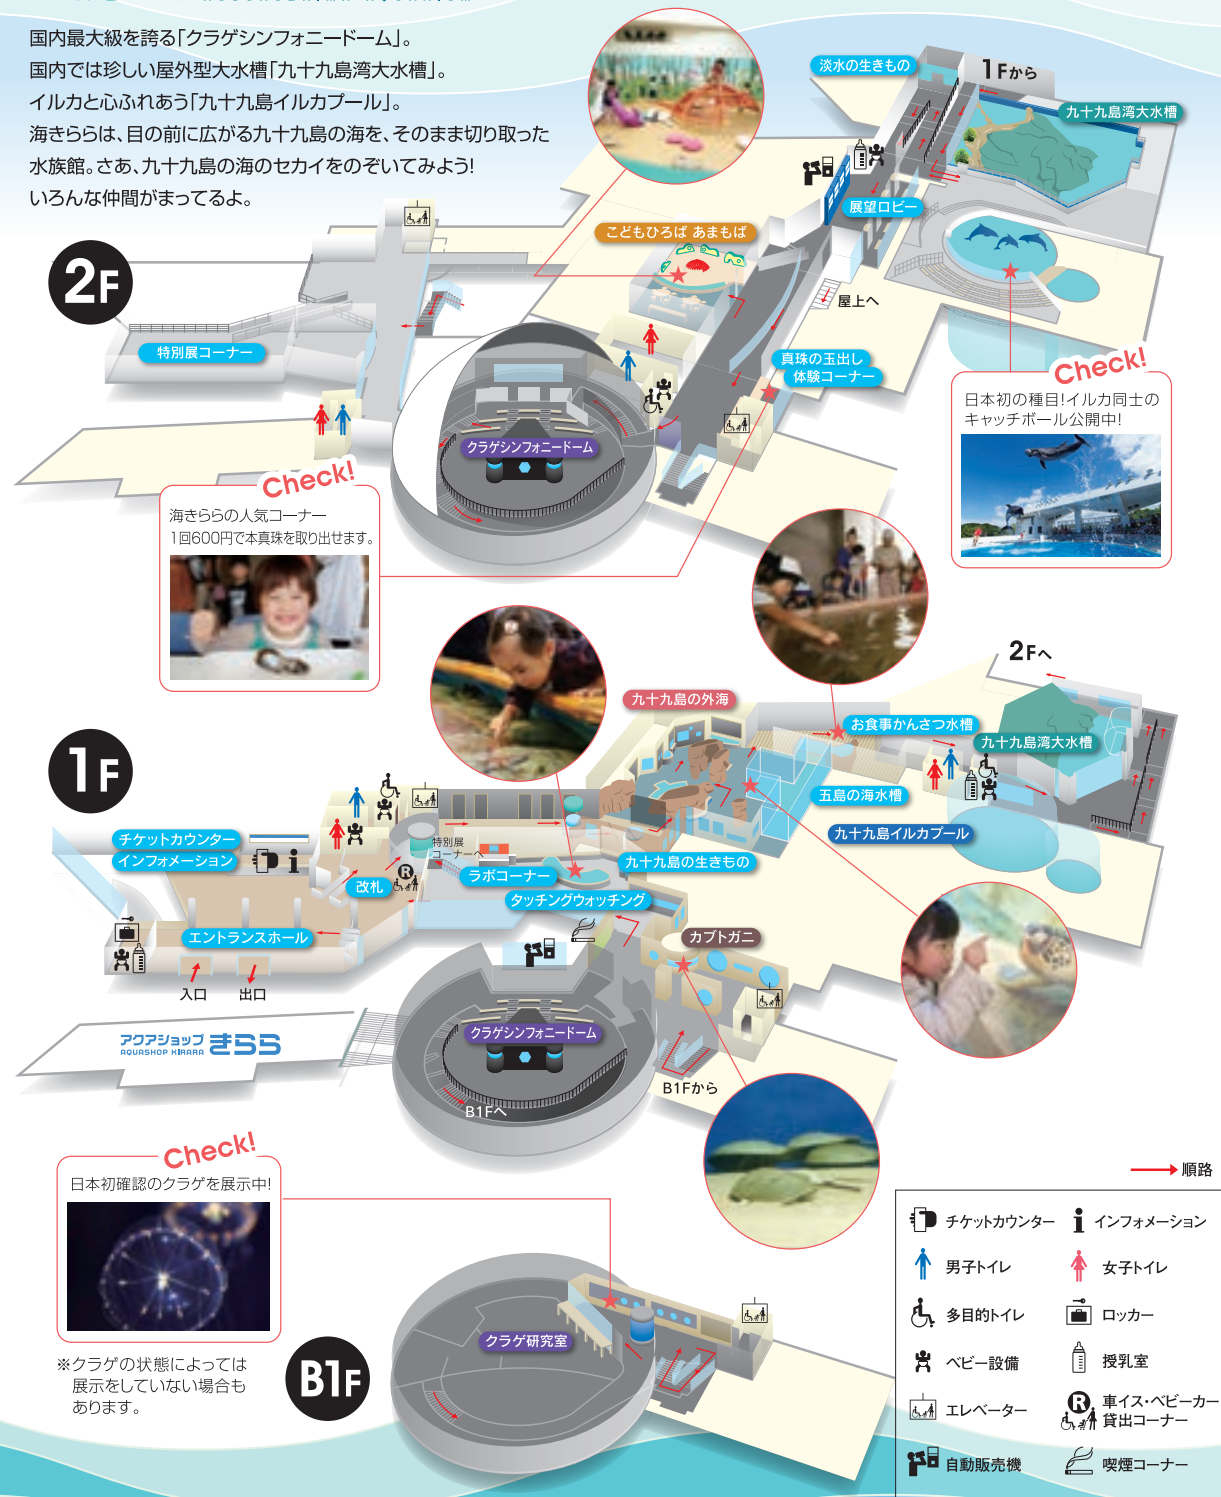 国内最大級を誇る「クラゲシンフォニードーム」。
国内では珍しい屋外型大水槽「九十九島湾大水槽」。
イルカと心ふれあう「九十九島イルカプール」。
海きららは、目の前に広がる九十九島の海を、そのまま切り取った
水族館。さあ、九十九島の海のセカイをのぞいてみよう!
いろんな仲間がまってるよ。
2F
淡水の生きもの
1Fから
九十九島湾大水槽
展望ロビー
こどもひろば あまもば
屋上へ
特別展コーナー
真珠の玉出し
体験コーナー
クラゲシンフォニードーム
Check!
日本初の種目!イルカ同士の
キャッチボール公開中!
Check!
海きららの人気コーナー
1回600円で本真珠を取り出せます。
1F
2Fへ
九十九島の外海
お食事かんさつ水槽
九十九島湾大水槽
五島の海水槽
九十九島イルカプール
チケットカウンター
インフォメーション
特別展
コーナーへ
改札
R
ラボコーナー
九十九島の生きもの
タッチングウォッチング
エントランスホール
カブトガニ
入口
出口
アクアショップ きらら
AQUASHOP KIRARA
クラゲシンフォニードーム
B1Fへ
B1Fから
Check!
日本初確認のクラゲを展示中!
※クラゲの状態によっては
展示をしていない場合も
あります。
B1F
クラゲ研究室
順路
チケットカウンター
インフォメーション
男子トイレ
女子トイレ
多目的トイレ
ロッカー
ベビー設備
授乳室
エレベーター
R
車イス・ベビーカー
貸出コーナー
自動販売機
喫煙コーナー